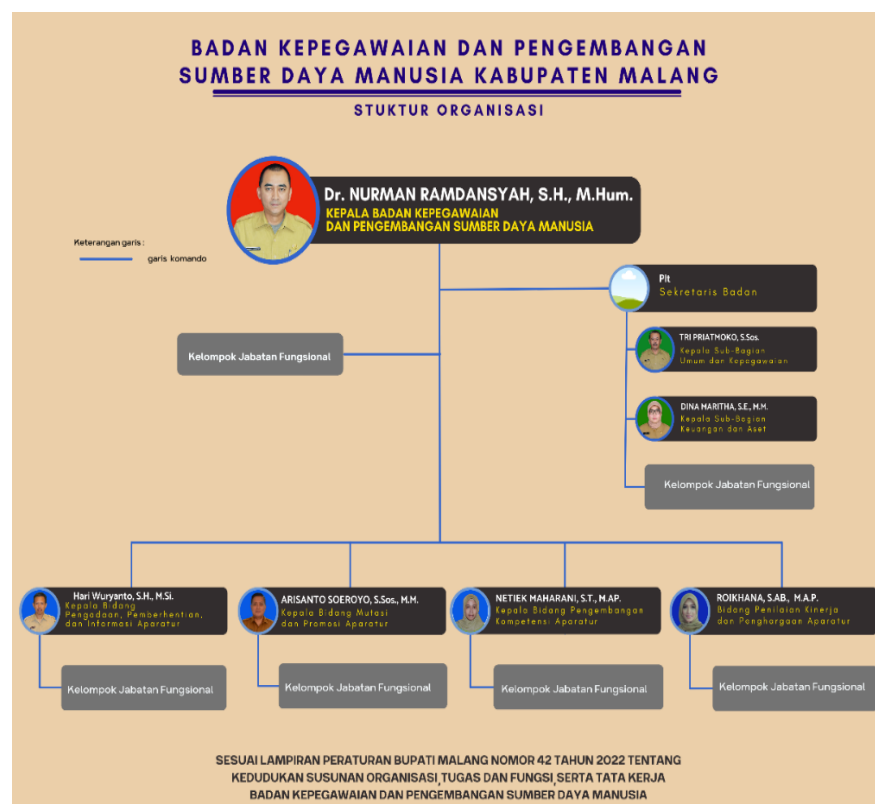 BADAN KEPEGAWAIAN DAN PENGEMBANGAN
SUMBER DAYA MANUSIA KABUPATEN MALANG
STUKTUR ORGANISASI
Dr. NURMAN RAMDANSYAH, S.H., M.Hum.
KEPALA BADAN KEPEGAWAIAN
DAN PENGEMBANGAN SUMBER DAYA MANUSIA
Keterangan garis :
garis komando
Plt
Sekretaris Badan
Kelompok Jabatan Fungsional
TRI PRIATMOKO, S.Sos.
Kepala Sub-Bagian
Umum dan Kepegawaian
DINA MARITHA, S.E., M.M.
Kepala Sub-Bagian
Keuangan dan Aset
Kelompok Jabatan Fungsional
Hari Wuryanto, S.H., M.Si.
Kepala Bidang
Pengadaan, Pemberhentian,
dan Informasi Aparatur
ARISANTO SOEROYO, S.Sos., M.M.
Kepala Bidang Mutasi
dan Promosi Aparatur
NETIEK MAHARANI, S.T., M.AP.
Kepala Bidang Pengembangan
Kompetensi Aparatur
ROIKHANA, S.AB., M.A.P.
Bidang Penilaian Kinerja
dan Penghargaan Aparatur
Kelompok Jabatan Fungsional
Kelompok Jabatan Fungsional
Kelompok Jabatan Fungsional
Kelompok Jabatan Fungsional
SESUAI LAMPIRAN PERATURAN BUPATI MALANG NOMOR 42 TAHUN 2022 TENTANG
KEDUDUKAN SUSUNAN ORGANISASI, TUGAS DAN FUNGSI, SERTA TATA KERJA
BADAN KEPEGAWAIAN DAN PENGEMBANGAN SUMBER DAYA MANUSIA